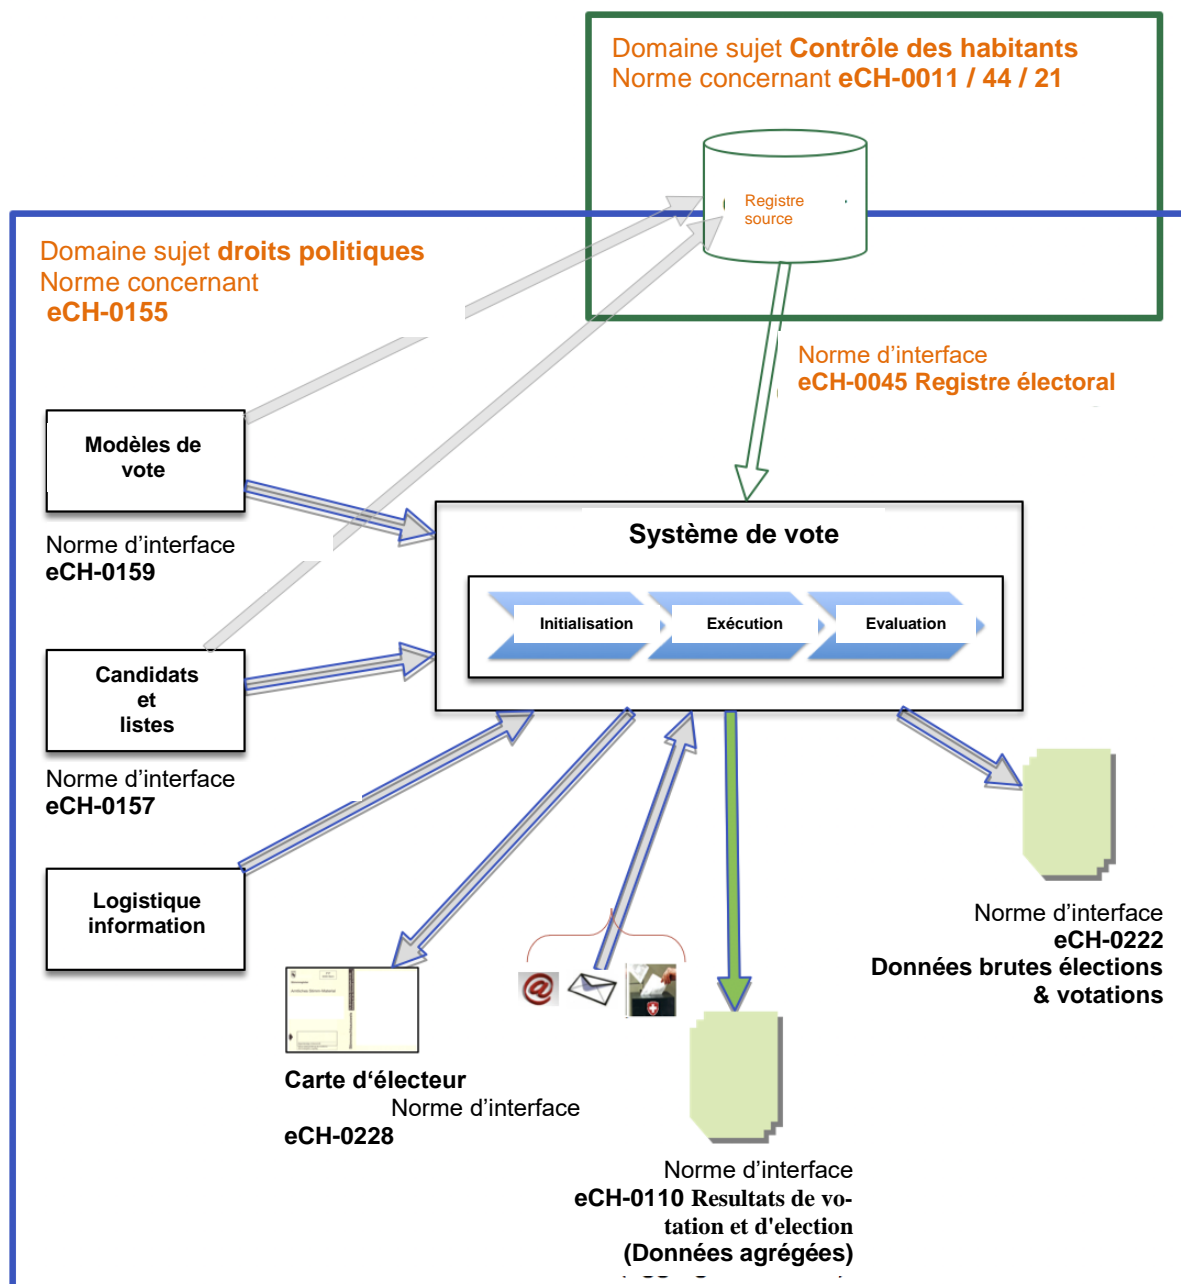 Domaine sujet Contrôle des habitants
Norme concernant eCH-0011 / 44 / 21
Registre
source
Domaine sujet droits politiques
Norme concernant
eCH-0155
Norme d’interface
eCH-0045 Registre électoral
Modèles de
vote
Norme d’interface
eCH-0159
Système de vote
Initialisation
Exécution
Evaluation
Candidats
et
listes
Norme d’interface
eCH-0157
Logistique
information
Norme d’interface
eCH-0222
Données brutes élections
& votations
@
Carte d‘électeur
Norme d’interface
eCH-0228
Norme d’interface
eCH-0110 Resultats de vo-
tation et d'election
(Données agrégées)